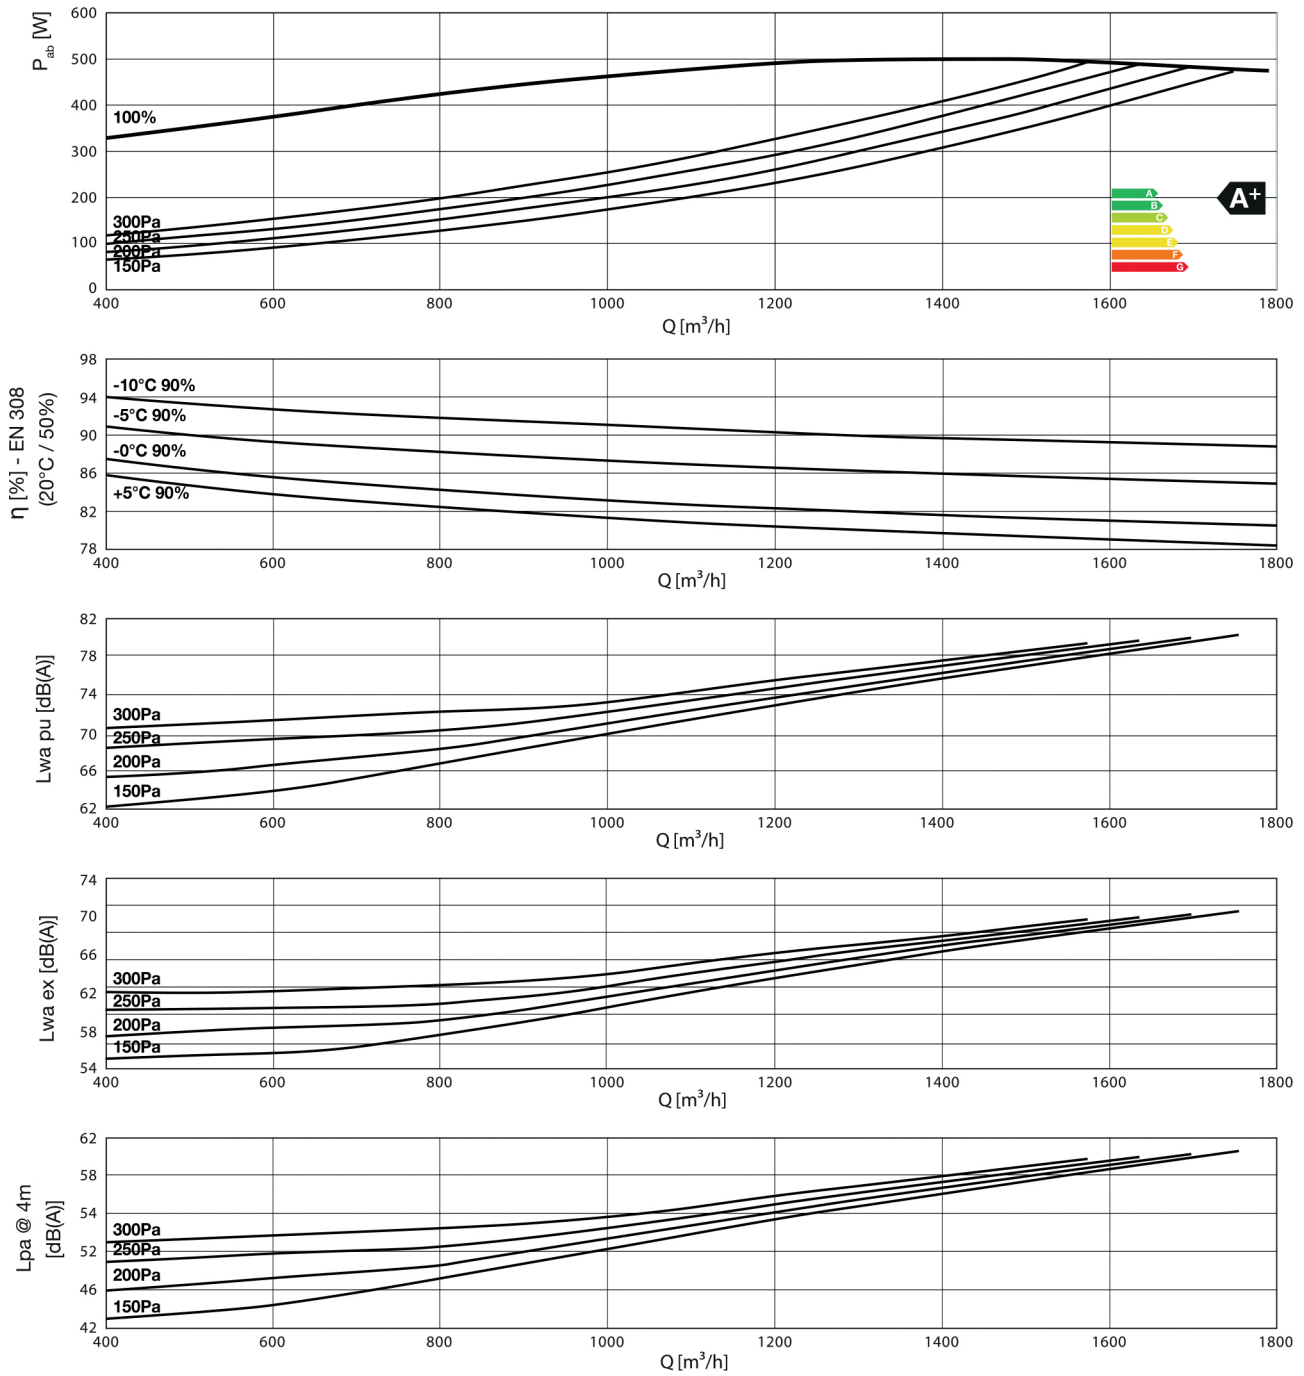 P ab [W]
600
500
400
300
200
100
0
100%
300Pa
250Pa
200Pa
150Pa
A
B
C
D
E
F
G
A+
400 600 800 1000 1200 1400 1600 1800
Q [m³/h]
η [%] - EN 308
(20°C / 50%)
98
94
90
86
82
78
-10°C 90%
-5°C 90%
-0°C 90%
+5°C 90%
400 600 800 1000 1200 1400 1600 1800
Q [m³/h]
Lwa pu [dB(A)]
82
78
74
70
66
62
300Pa
250Pa
200Pa
150Pa
400 600 800 1000 1200 1400 1600 1800
Q [m³/h]
Lwa ex [dB(A)]
74
70
66
62
58
54
300Pa
250Pa
200Pa
150Pa
400 600 800 1000 1200 1400 1600 1800
Q [m³/h]
Lpa @ 4m
[dB(A)]
62
58
54
52
46
42
300Pa
250Pa
200Pa
150Pa
400 600 800 1000 1200 1400 1600 1800
Q [m³/h]